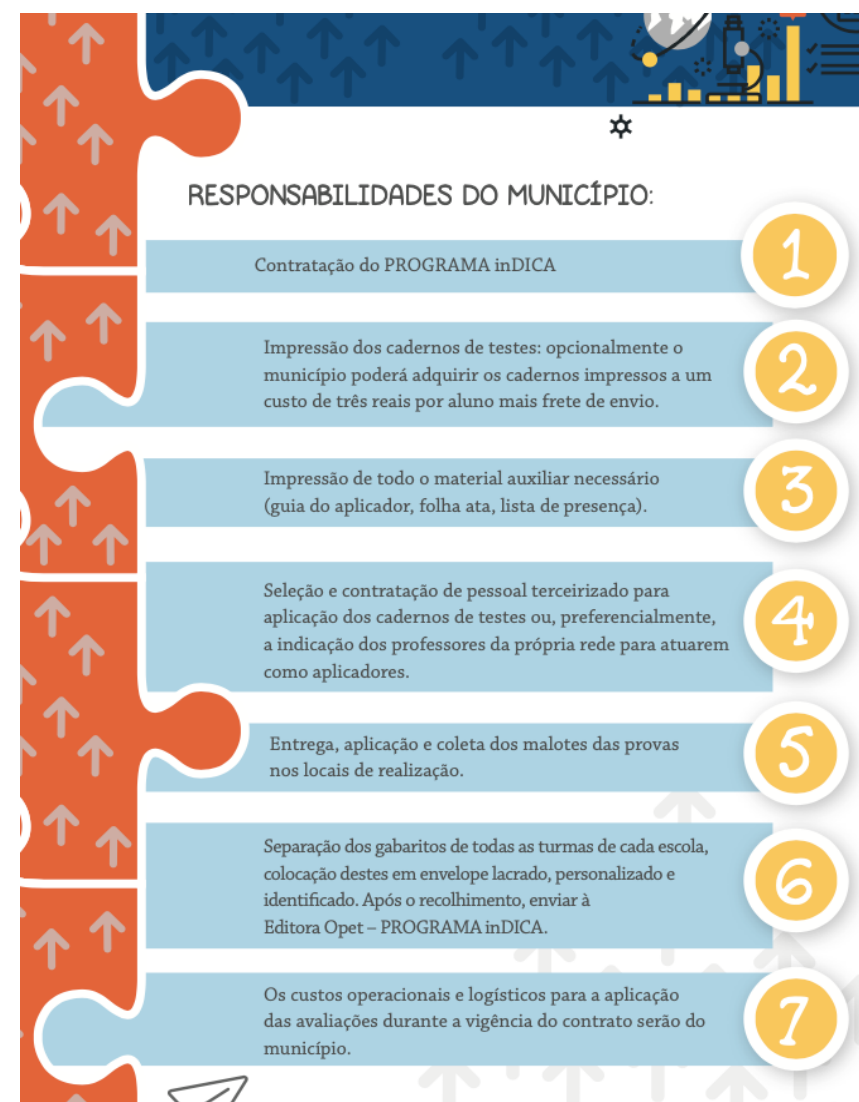 RESPONSABILIDADES DO MUNICÍPIO:
1
Contratação do PROGRAMA inDICA
2
Impressão dos cadernos de testes: opcionalmente o
município poderá adquirir os cadernos impressos a um
custo de três reais por aluno mais frete de envio.
3
Impressão de todo o material auxiliar necessário
(guia do aplicador, folha ata, lista de presença).
4
Seleção e contratação de pessoal terceirizado para
aplicação dos cadernos de testes ou, preferencialmente,
a indicação dos professores da própria rede para atuarem
como aplicadores.
5
Entrega, aplicação e coleta dos malotes das provas
nos locais de realização.
6
Separação dos gabaritos de todas as turmas de cada escola,
colocação destes em envelope lacrado, personalizado e
identificado. Após o recolhimento, enviar à
Editora Opet – PROGRAMA inDICA.
7
Os custos operacionais e logísticos para a aplicação
das avaliações durante a vigência do contrato serão do
município.